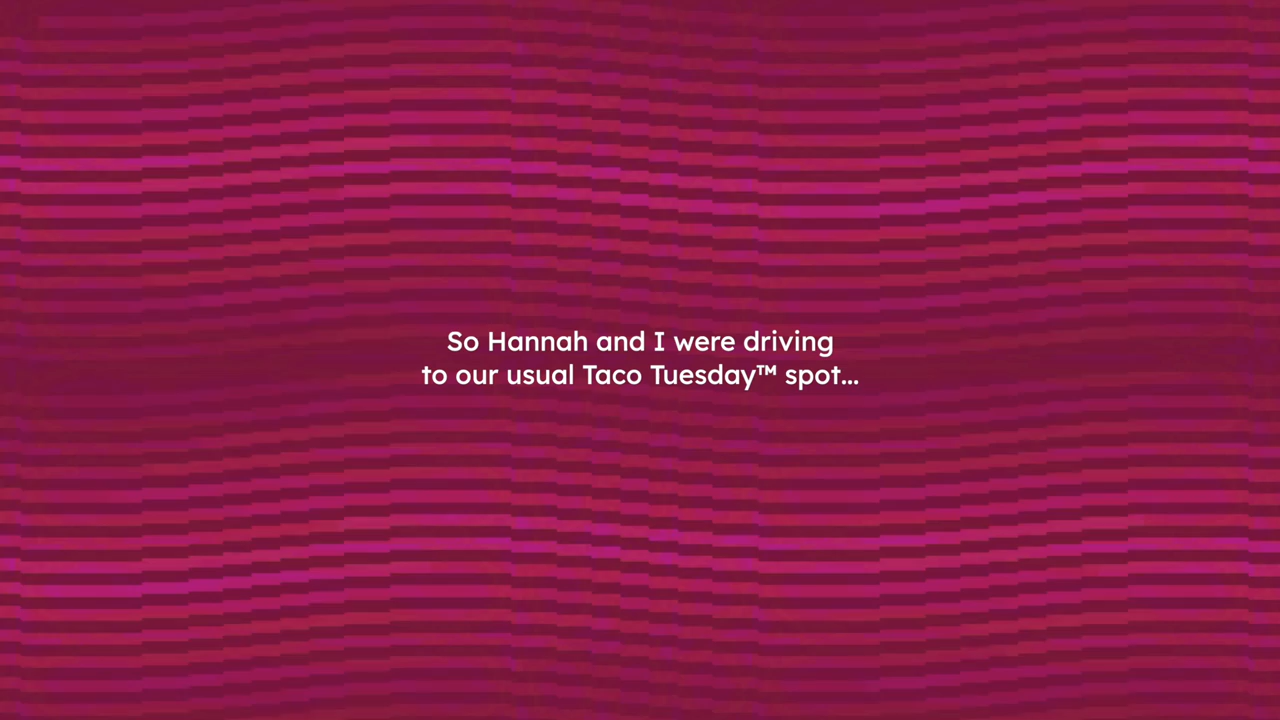 So Hannah and I were driving
to our usual Taco Tuesday™ spot...